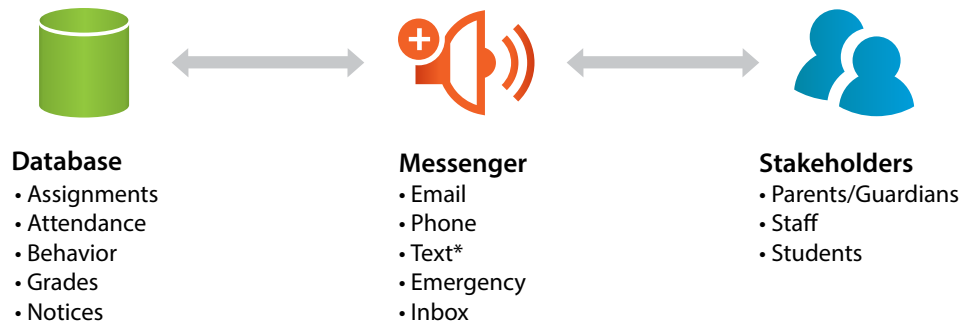 Database
• Assignments
• Attendance
• Behavior
• Grades
• Notices
Messenger
• Email
• Phone
• Text*
• Emergency
• Inbox
Stakeholders
• Parents/Guardians
• Staff
• Students